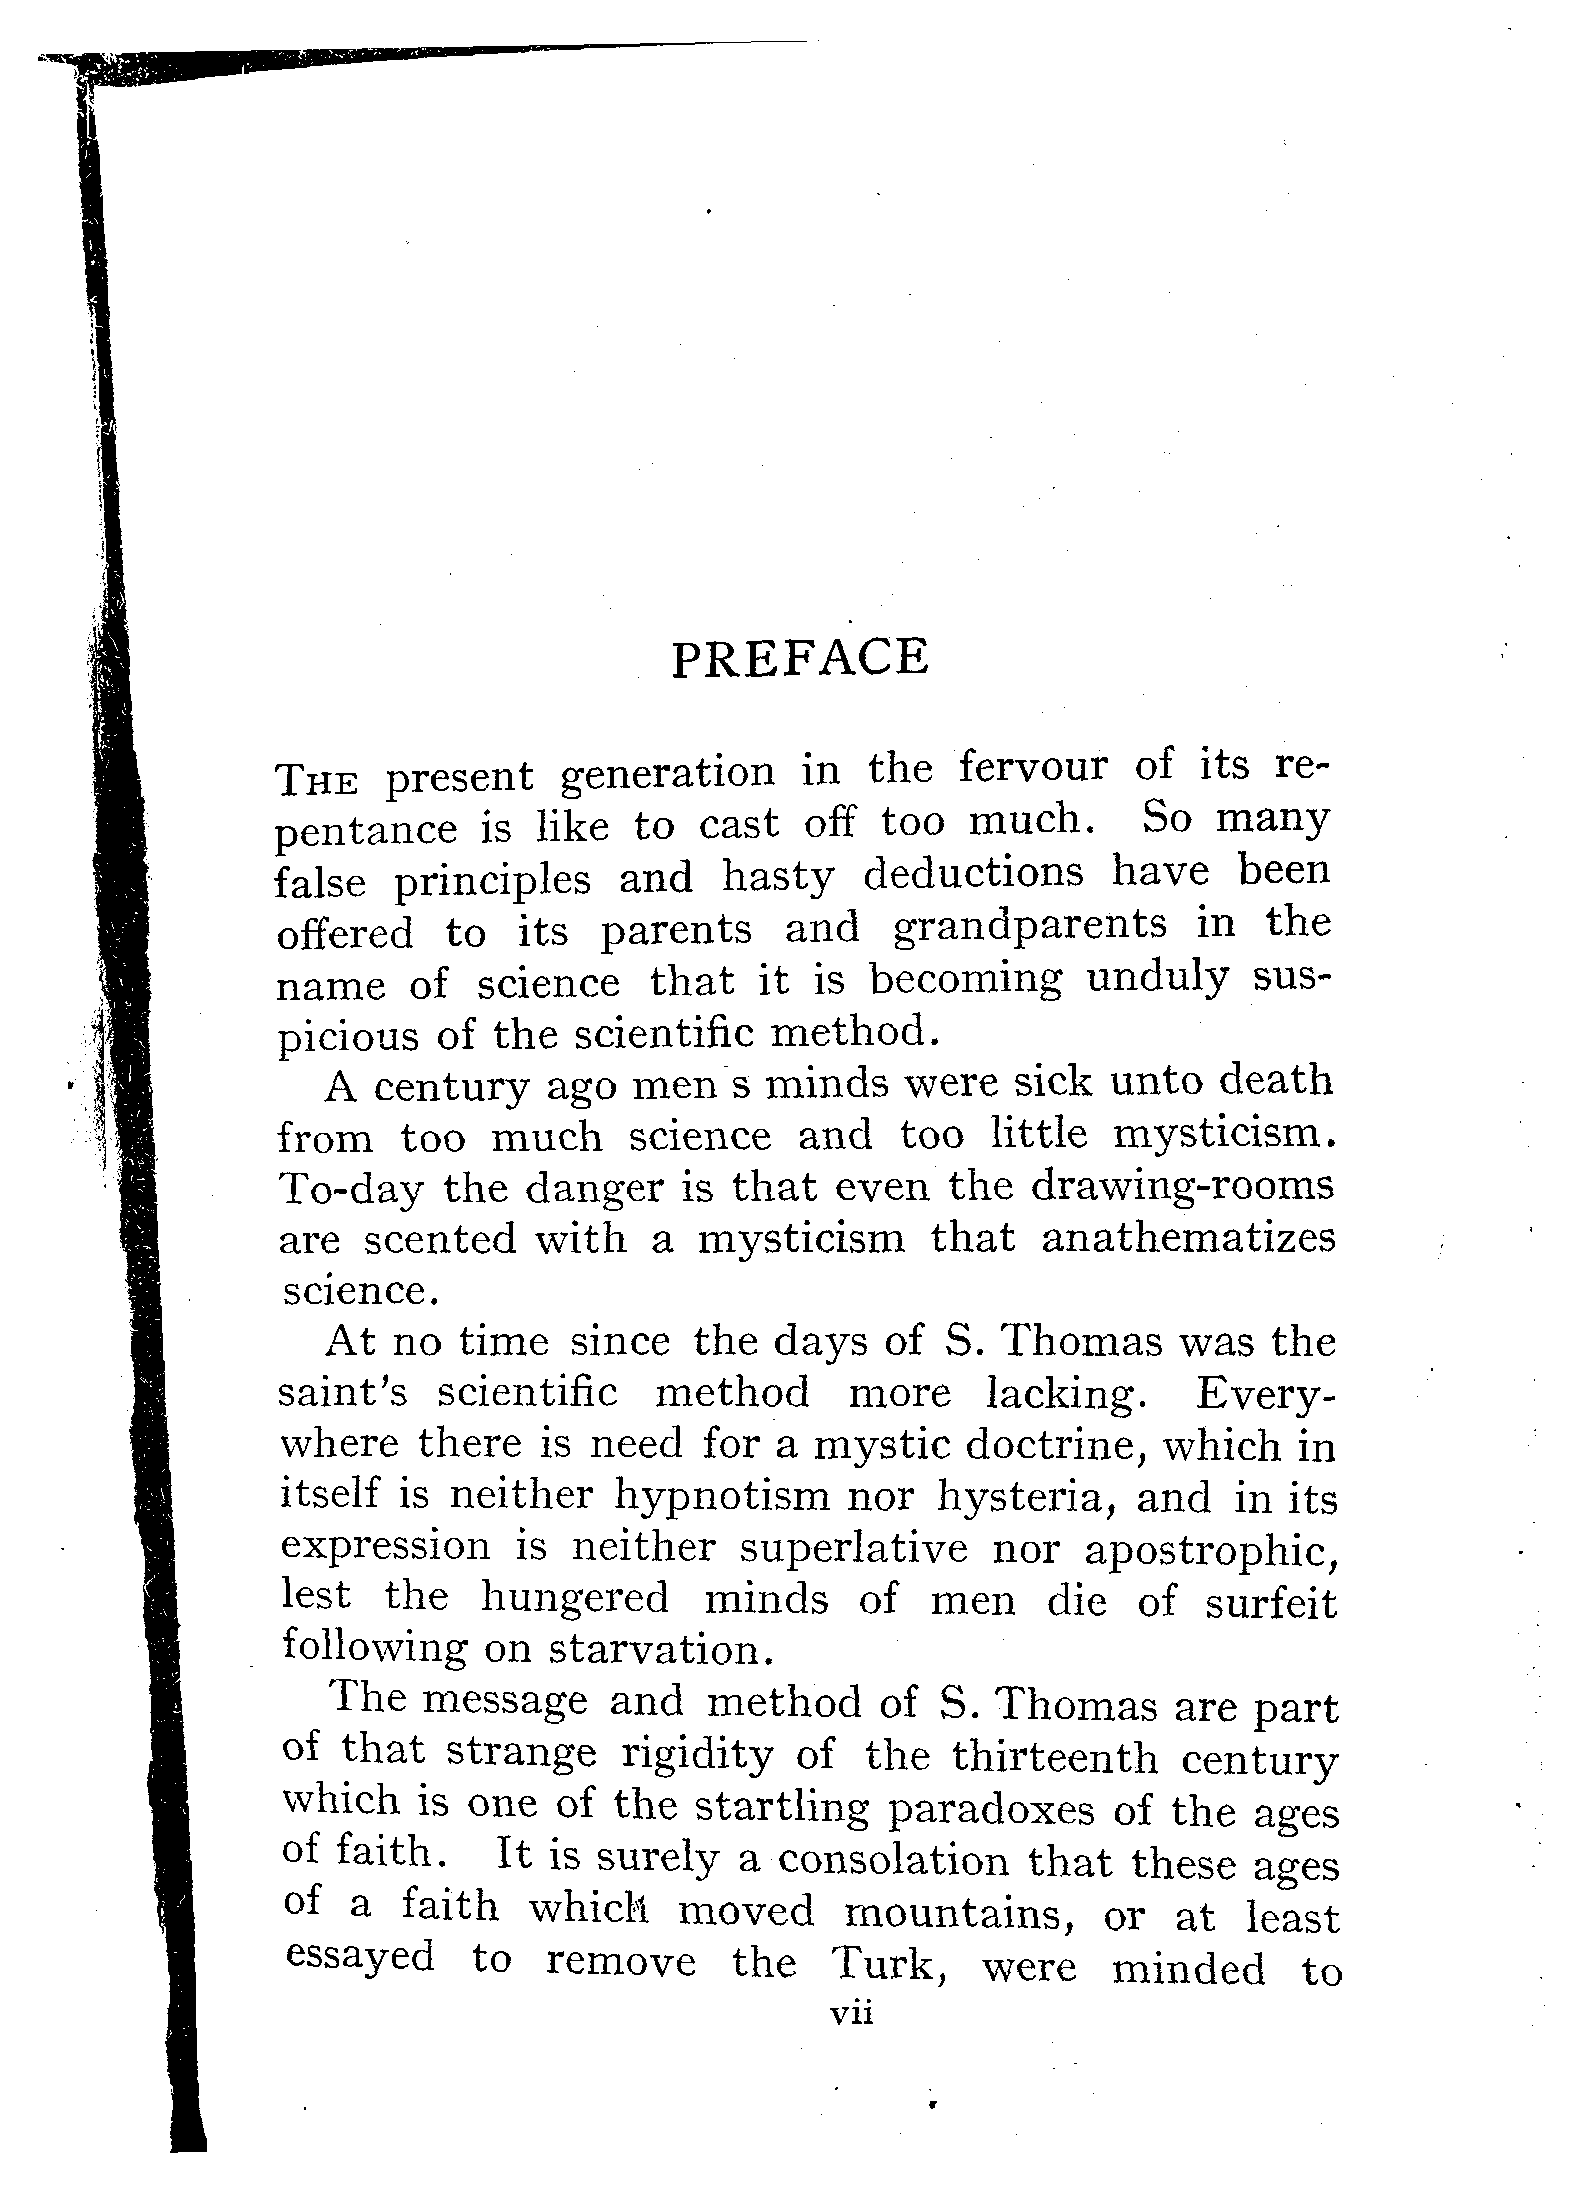 PREFACE
THE present generation in the fervour of its re-
pentance is like to cast off too much. So many
false principles and hasty deductions have been
offered to its parents and grandparents in the
name of science that it is becoming unduly sus-
picious of the scientific method.
A century ago men s minds were sick unto death
from too much science and too little mysticism.
To-day the danger is that even the drawing-rooms
are scented with a mysticism that anathematizes
science.
At no time since the days of S. Thomas was the
saint's scientific method more lacking. Every-
where there is need for a mystic doctrine, which in
itself is neither hypnotism nor hysteria, and in its
expression is neither superlative nor apostrophic,
lest the hungered minds of men die of surfeit
following on starvation.
The message and method of S. Thomas are part
of that strange rigidity of the thirteenth century
which is one of the startling paradoxes of the ages
of faith. It is surely a consolation that these ages
of a faith which moved mountains, or at least
essayed to remove the Turk, were minded to
vii